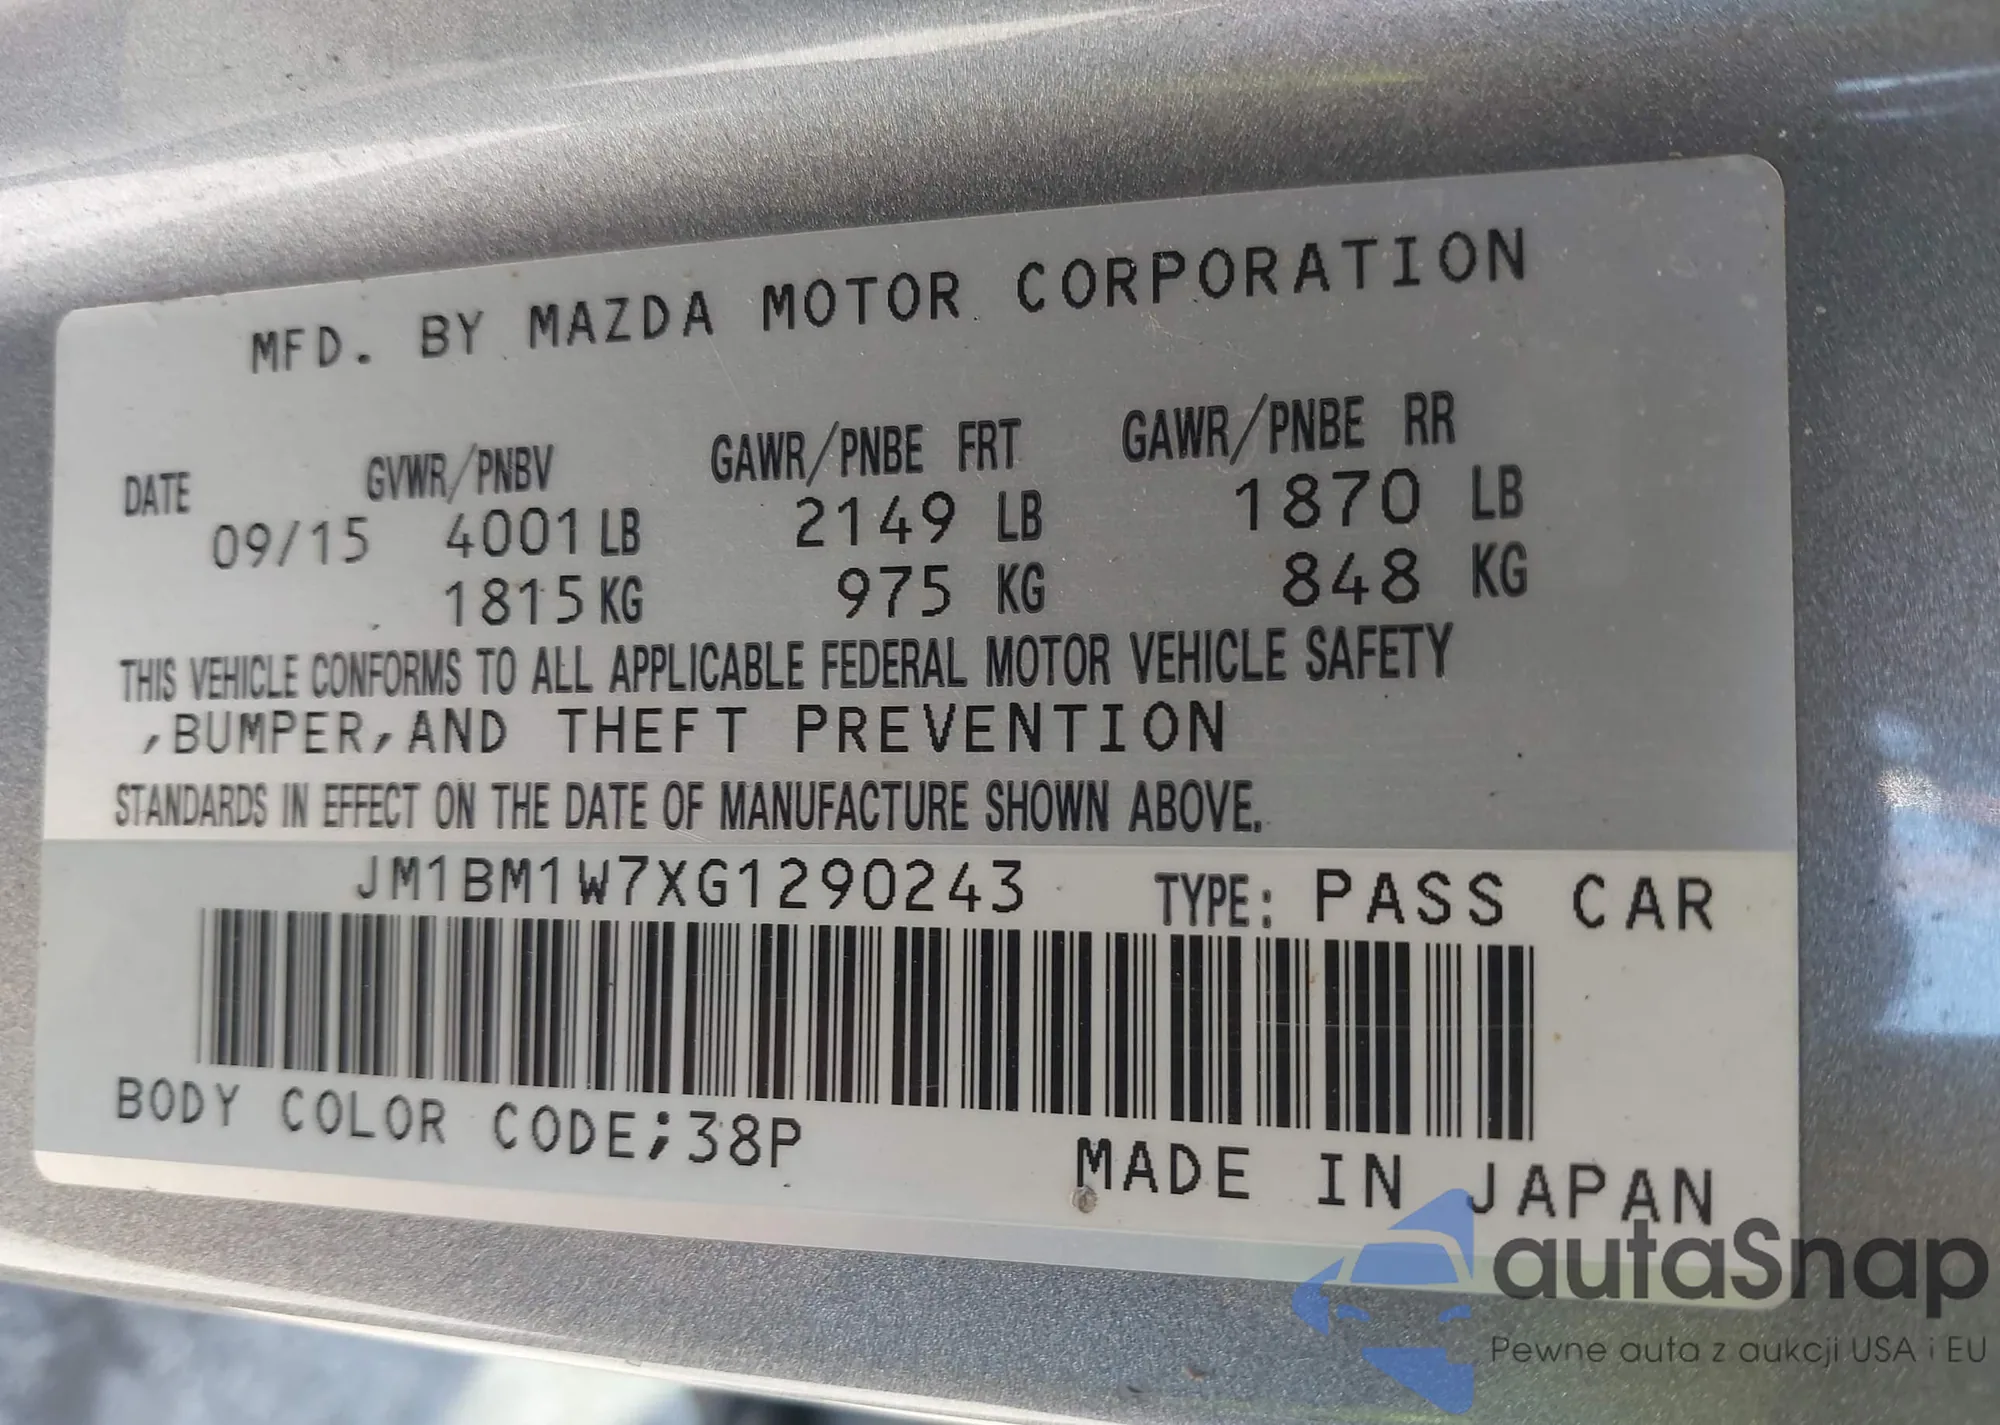 MFD. BY MAZDA MOTOR CORPORATION
DATE GVWR/PNBV GAWR/PNBE FRT GAWR/PNBE RR
09/15 4001 LB 2149 LB 1870 LB
1815 KG 975 KG 848 KG
THIS VEHICLE CONFORMS TO ALL APPLICABLE FEDERAL MOTOR VEHICLE SAFETY
,BUMPER,AND THEFT PREVENTION
STANDARDS IN EFFECT ON THE DATE OF MANUFACTURE SHOWN ABOVE.
JM1BM1W7XG1290243 TYPE: PASS CAR
BODY COLOR CODE;38P
MADE IN JAPAN
autaSnap
Pewne auta z aukcji USA i EU